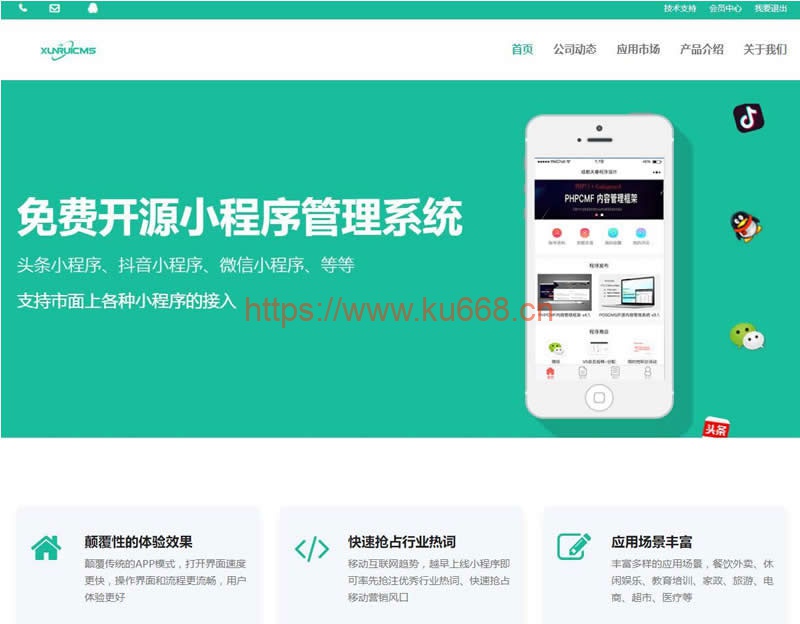 技术支持 会员中心 我要退出
XUNRUICMS
首页 公司动态 应用市场 产品介绍 关于我们
免费开源小程序管理系统
头条小程序、抖音小程序、微信小程序、等等
支持市面上各种小程序的接入
https://www.ku668.cn
PHPCMF 内容管理框架
程序发布
程序商店
头条
颠覆性的体验效果
颠覆传统的APP模式，打开界面速度
更快，操作界面和流程更流畅，用户
体验更好
快速抢占行业热词
移动互联网趋势，越早上线小程序即
可率先抢注优秀行业热词、快速抢占
移动营销风口
应用场景丰富
丰富多样的应用场景，餐饮外卖、休
闲娱乐、教育培训、家政、旅游、电
商、超市、医疗等